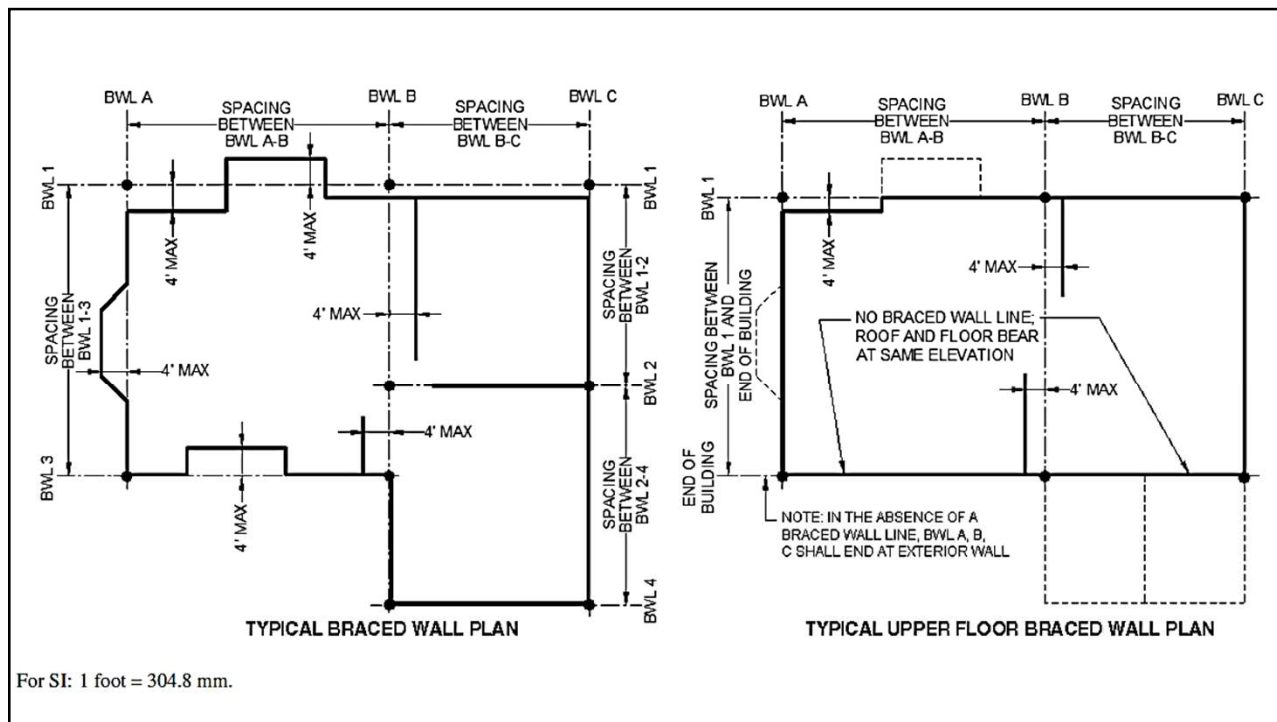 BWL A
SPACING
BETWEEN
BWL A-B
BWL B
SPACING
BETWEEN
BWL B-C
BWL C
BWL 1
BWL 1
4' MAX
4' MAX
SPACING
BETWEEN
BWL 1-3
4' MAX
4' MAX
SPACING
BETWEEN
BWL 1-2
BWL 2
4' MAX
BWL 3
4' MAX
SPACING
BETWEEN
BWL 2-4
BWL 4
TYPICAL BRACED WALL PLAN
BWL A
SPACING
BETWEEN
BWL A-B
BWL B
SPACING
BETWEEN
BWL B-C
BWL C
BWL 1
4' MAX
4' MAX
SPACING BETWEEN
BWL 1 AND
END OF BUILDING
NO BRACED WALL LINE;
ROOF AND FLOOR BEAR
AT SAME ELEVATION
4' MAX
END OF
BUILDING
NOTE: IN THE ABSENCE OF A
BRACED WALL LINE, BWL A, B,
C SHALL END AT EXTERIOR WALL
TYPICAL UPPER FLOOR BRACED WALL PLAN
For SI: 1 foot = 304.8 mm.